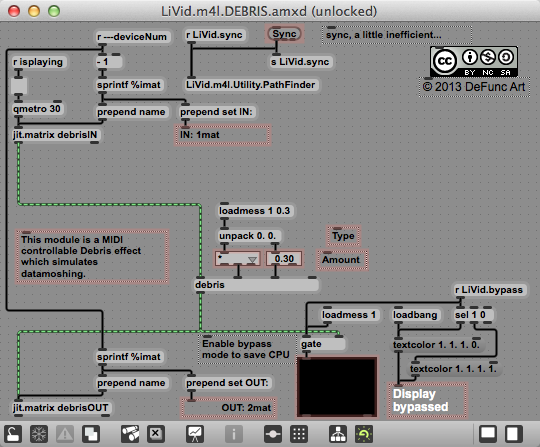 LiVid.m4l.DEBRIS.amxd (unlocked)
r ---deviceNum
r LiVid.sync
Sync
sync, a little inefficient...
r isplaying
- 1
s LiVid.sync
sprintf %imat
LiVid.m4l.Utility.PathFinder
CC BY NC SA
© 2013 DeFunc Art
qmetro 30
prepend name
prepend set IN:
jit.matrix debrisIN
IN: 1mat
loadmess 1 0.3
This module is a MIDI
controllable Debris effect
which simulates
datamoshing.
unpack 0. 0.
Type
*
0.30
Amount
debris
r LiVid.bypass
loadmess 1
loadbang
sel 1 0
Enable bypass
mode to save CPU
gate
textcolor 1. 1. 1. 0.
sprintf %imat
textcolor 1. 1. 1. 1.
prepend name
prepend set OUT:
Display
bypassed
jit.matrix debrisOUT
OUT: 2mat